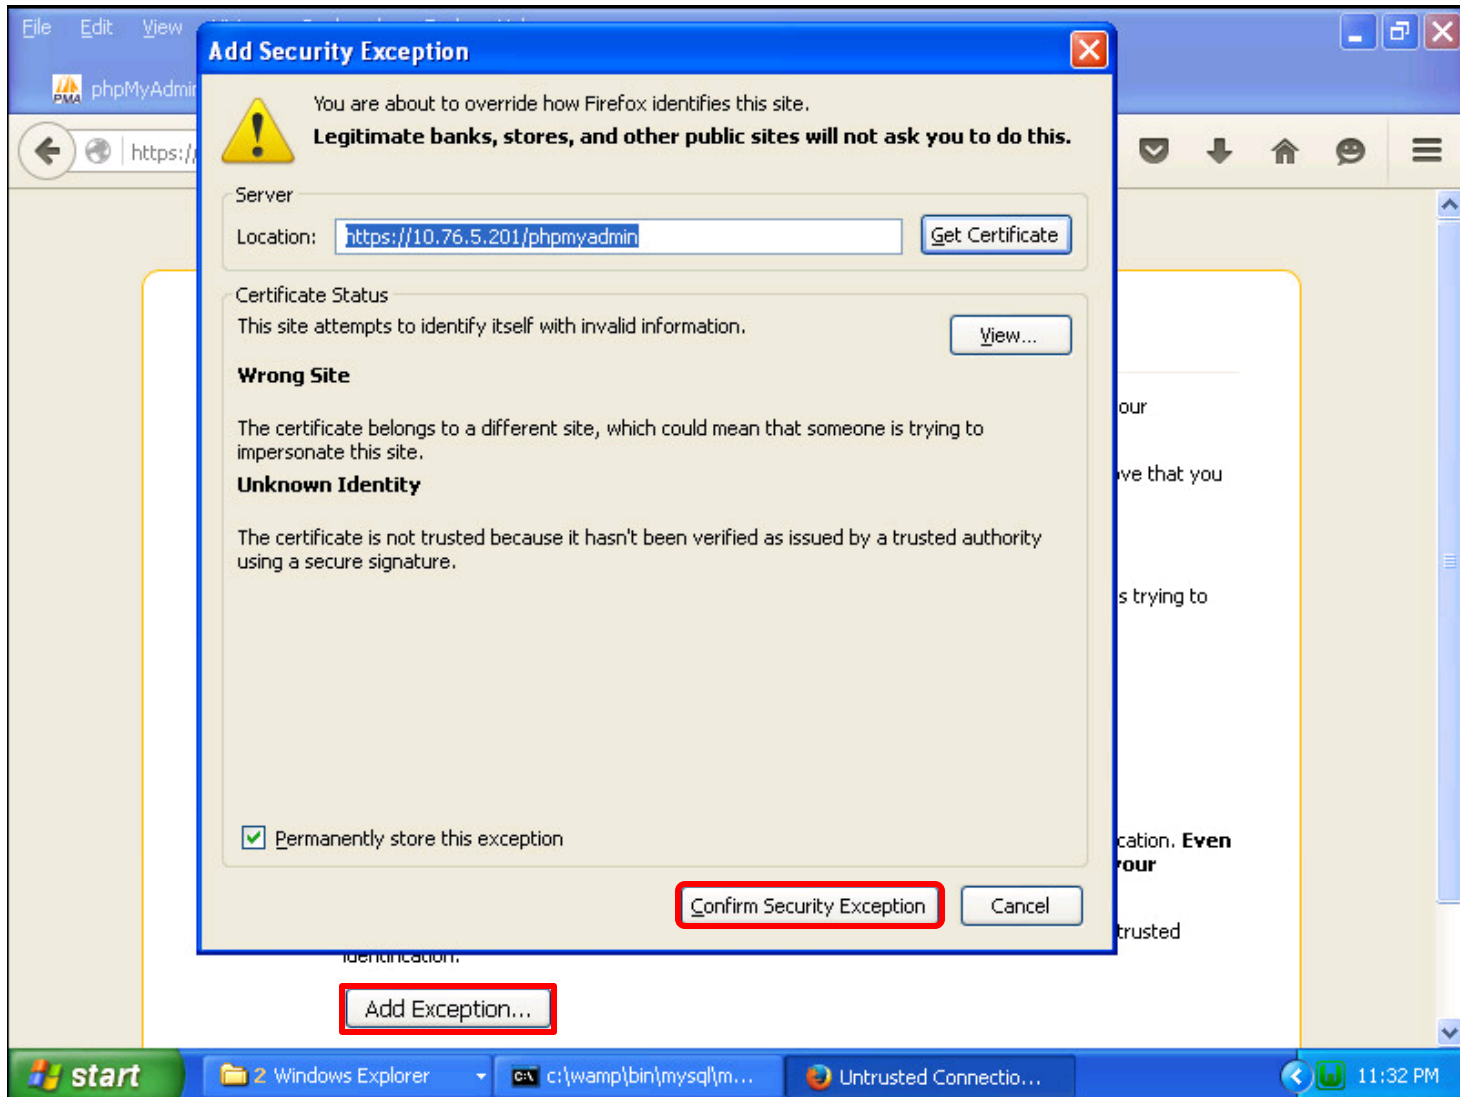 File Edit View
Add Security Exception
phpMyAdmin
You are about to override how Firefox identifies this site.
Legitimate banks, stores, and other public sites will not ask you to do this.
https://
Server
Location: https://10.76.5.201/phpmyadmin Get Certificate
Certificate Status
This site attempts to identify itself with invalid information.
View...
Wrong Site
our
The certificate belongs to a different site, which could mean that someone is trying to
impersonate this site.
ve that you
Unknown Identity
The certificate is not trusted because it hasn't been verified as issued by a trusted authority
using a secure signature.
s trying to
Permanently store this exception
cation. Even
your
Confirm Security Exception Cancel
trusted
identification.
Add Exception...
start 2 Windows Explorer c:\wamp\bin\mysql\m... Untrusted Connectio... 11:32 PM